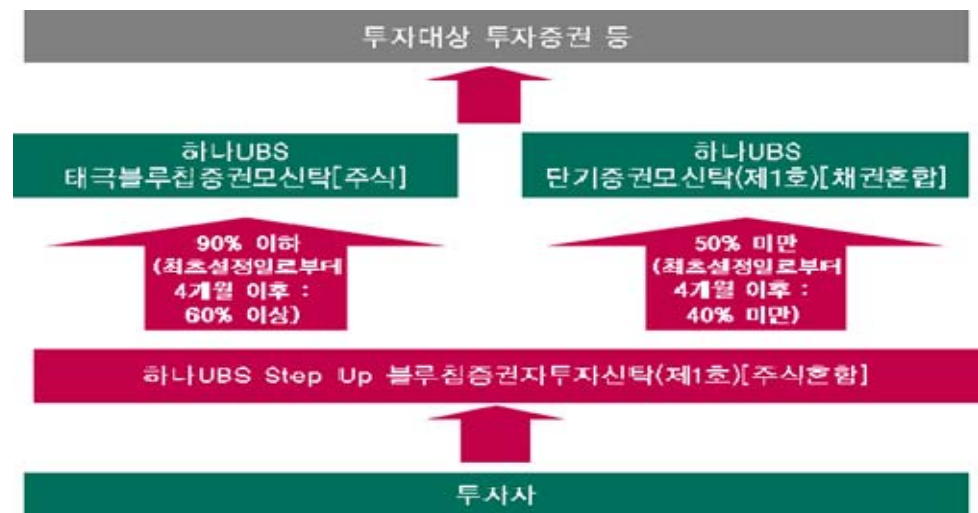 투자대상 투자증권 등
하나UBS
태극블루칩증권모신탁[주식]
하나UBS
단기증권모신탁(제1호)[채권혼합]
90% 이하
(최초설정일로부터
4개월 이후 :
60% 이상)
50% 미만
(최초설정일로부터
4개월 이후 :
40% 미만)
하나UBS Step Up 블루칩증권자투자신탁(제1호)[주식혼합]
투자자